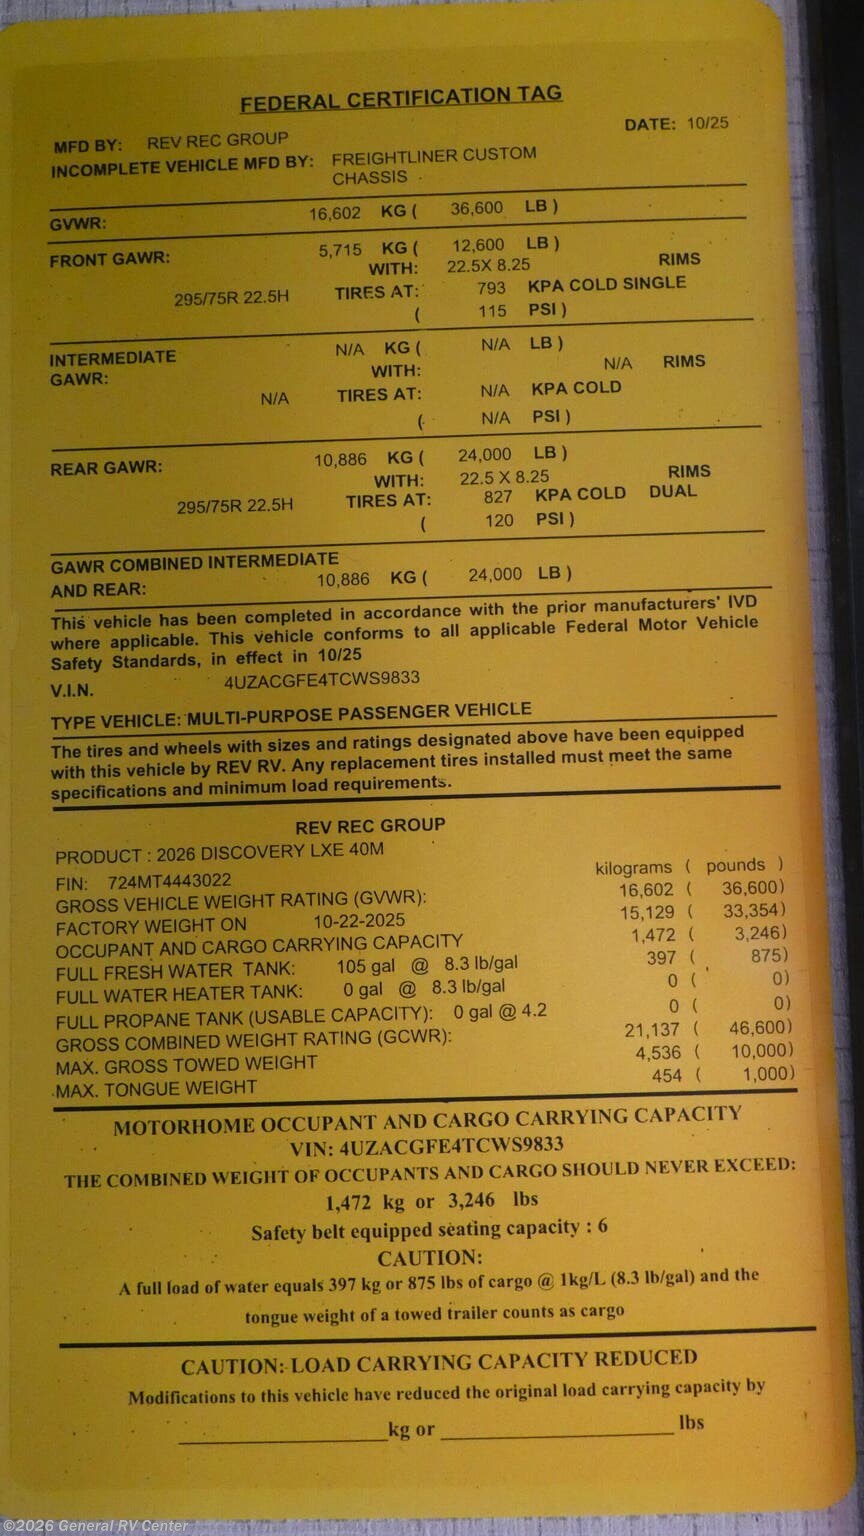 FEDERAL CERTIFICATION TAG
DATE: 10/25
MFD BY: REV REC GROUP
INCOMPLETE VEHICLE MFD BY: FREIGHTLINER CUSTOM
CHASSIS
GVWR: 16,602 KG ( 36,600 LB )
FRONT GAWR: 5,715 KG ( 12,600 LB )
WITH: 22.5X 8.25 RIMS
295/75R 22.5H TIRES AT: 793 KPA COLD SINGLE
( 115 PSI )
INTERMEDIATE N/A KG ( N/A LB )
GAWR: WITH: N/A RIMS
N/A TIRES AT: N/A KPA COLD
( N/A PSI )
REAR GAWR: 10,886 KG ( 24,000 LB )
WITH: 22.5 X 8.25 RIMS
295/75R 22.5H TIRES AT: 827 KPA COLD DUAL
( 120 PSI )
GAWR COMBINED INTERMEDIATE
AND REAR: 10,886 KG ( 24,000 LB )
This vehicle has been completed in accordance with the prior manufacturers' IVD
where applicable. This vehicle conforms to all applicable Federal Motor Vehicle
Safety Standards, in effect in 10/25
V.I.N. 4UZACGFE4TCWS9833
TYPE VEHICLE: MULTI-PURPOSE PASSENGER VEHICLE
The tires and wheels with sizes and ratings designated above have been equipped
with this vehicle by REV RV. Any replacement tires installed must meet the same
specifications and minimum load requirements.
REV REC GROUP
PRODUCT : 2026 DISCOVERY LXE 40M
kilograms ( pounds )
FIN: 724MT4443022
GROSS VEHICLE WEIGHT RATING (GVWR): 16,602 ( 36,600)
FACTORY WEIGHT ON 10-22-2025 15,129 ( 33,354)
OCCUPANT AND CARGO CARRYING CAPACITY 1,472 ( 3,246)
FULL FRESH WATER TANK: 105 gal @ 8.3 lb/gal 397 ( 875)
FULL WATER HEATER TANK: 0 gal @ 8.3 lb/gal 0 ( 0)
FULL PROPANE TANK (USABLE CAPACITY): 0 gal @ 4.2 0 ( 0)
GROSS COMBINED WEIGHT RATING (GCWR): 21,137 ( 46,600)
MAX. GROSS TOWED WEIGHT 4,536 ( 10,000)
MAX. TONGUE WEIGHT 454 ( 1,000)
MOTORHOME OCCUPANT AND CARGO CARRYING CAPACITY
VIN: 4UZACGFE4TCWS9833
THE COMBINED WEIGHT OF OCCUPANTS AND CARGO SHOULD NEVER EXCEED:
1,472 kg or 3,246 lbs
Safety belt equipped seating capacity : 6
CAUTION:
A full load of water equals 397 kg or 875 lbs of cargo @ 1kg/L (8.3 lb/gal) and the
tongue weight of a towed trailer counts as cargo
CAUTION: LOAD CARRYING CAPACITY REDUCED
Modifications to this vehicle have reduced the original load carrying capacity by
____________ kg or ____________ lbs
©2026 General RV Center